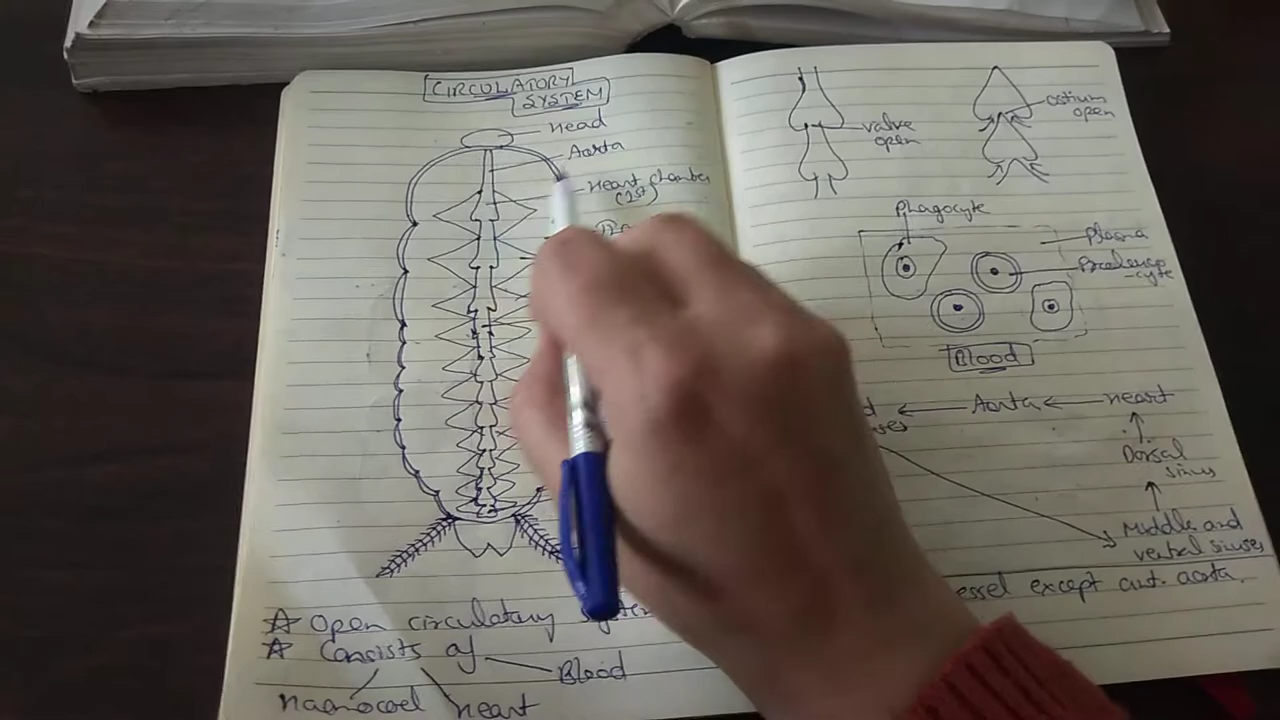 CIRCULATORY
SYSTEM
Head
Aorta
Heart chamber
(1st)
Open circulatory
Consists of
Blood
Haemocoel
heart
valve
open
ostium
open
Phagocyte
Plasma
-cyte
Blood
Aorta
Heart
Dorsal
sinus
Middle and
ventral sinuses
essel except ant. aorta.